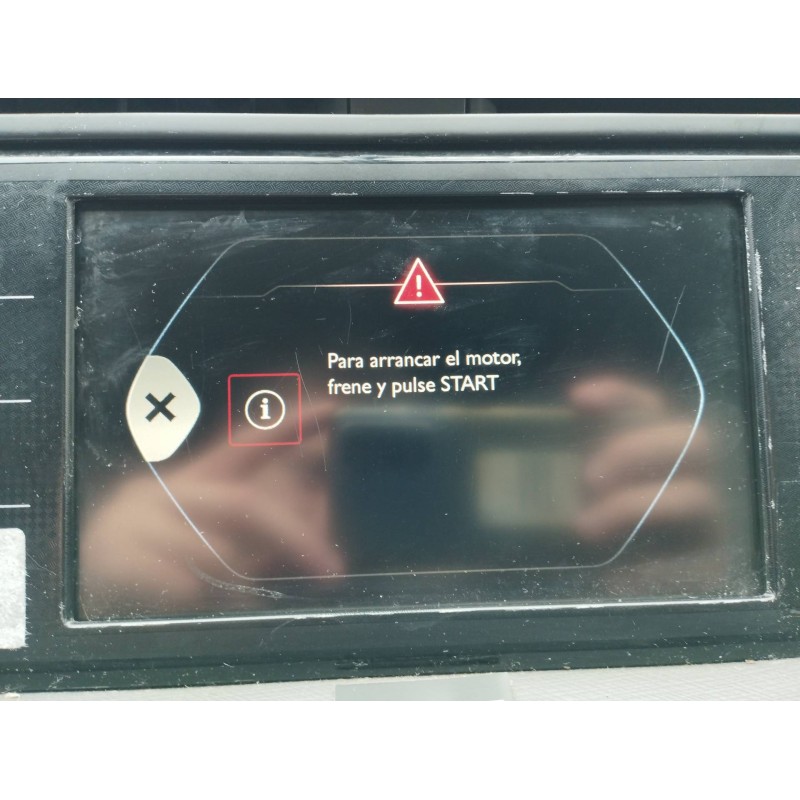 Para arrancar el motor,
frene y pulse START